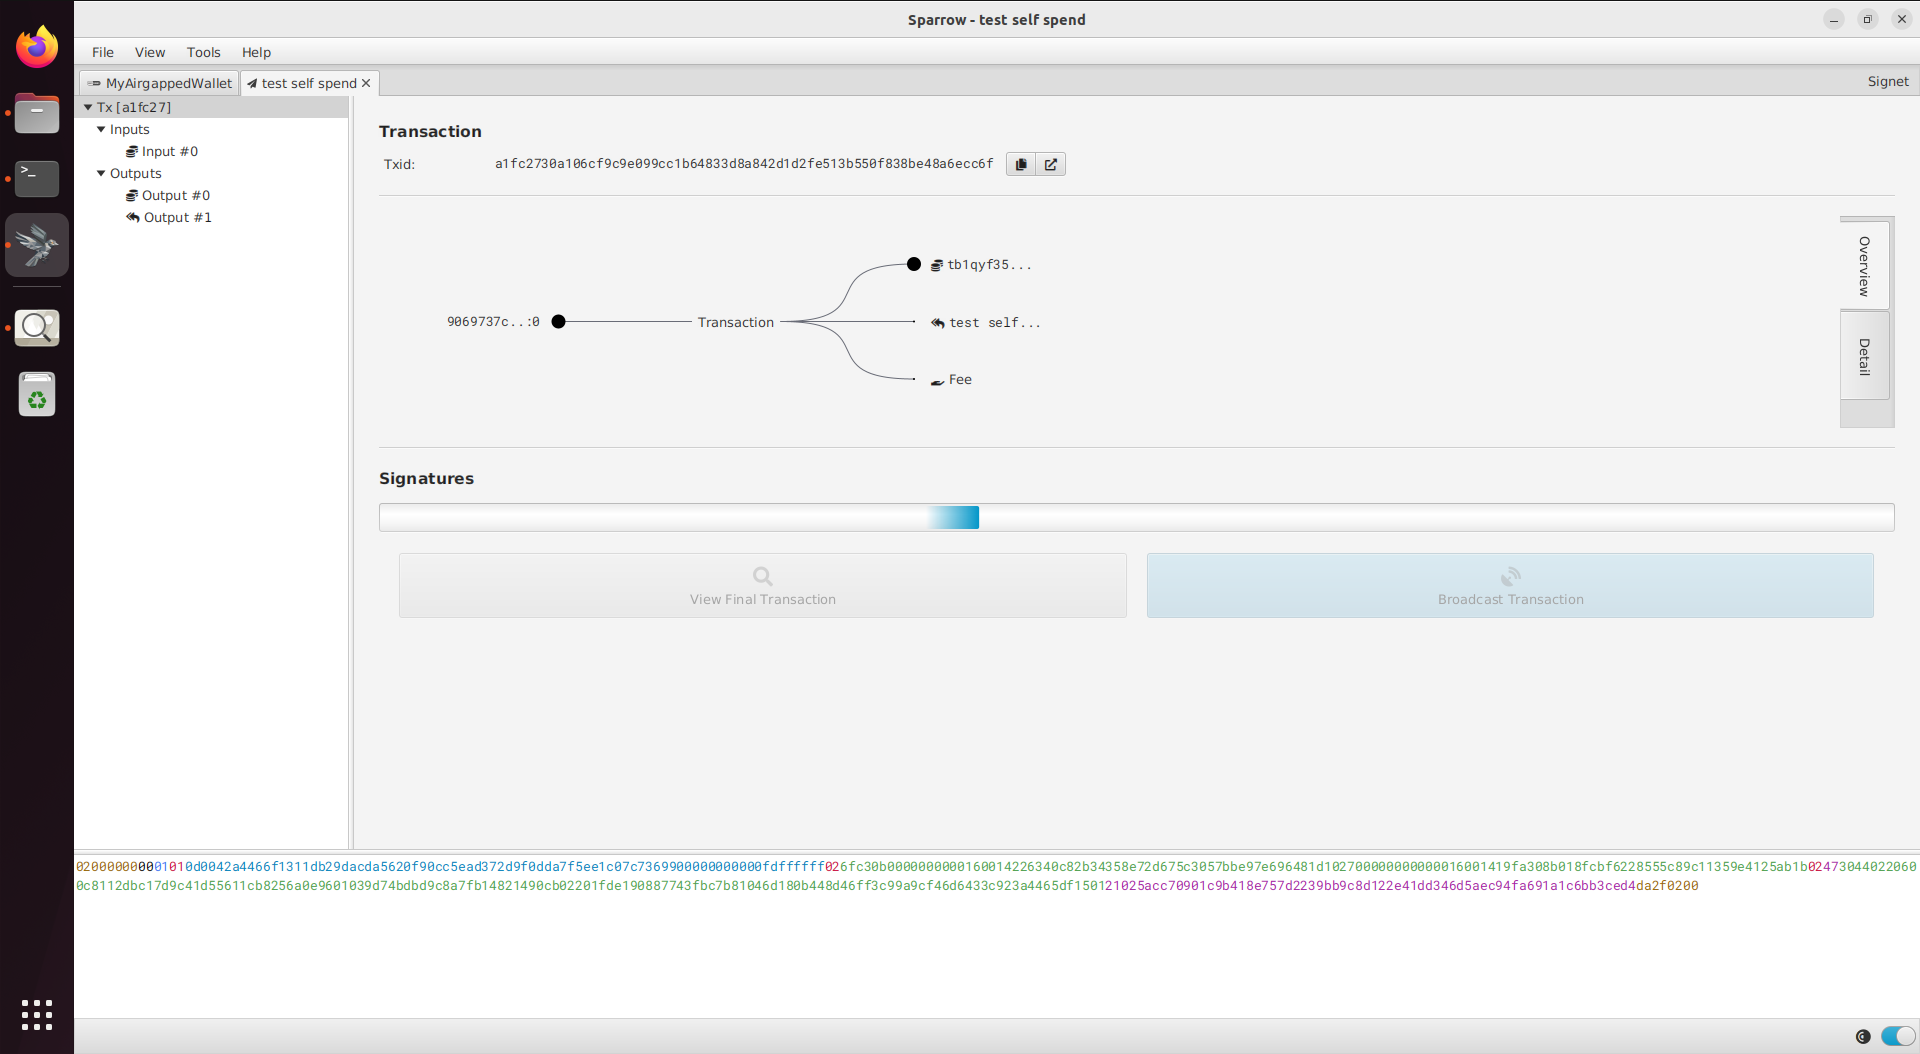 Sparrow - test self spend
File View Tools Help
MyAirgappedWallet test self spend
Signet
Tx [a1fc27]
Inputs
Input #0
Outputs
Output #0
Output #1
Transaction
Txid: a1fc2730a106cf9c9e099cc1b64833d8a842d1d2fe513b550f838be48a6ecc6f
tb1qyf35...
9069737c..:0 Transaction test self...
Fee
Overview
Detail
Signatures
View Final Transaction Broadcast Transaction
02000000000101010d0042a4466f1311db29dacda5620f90cc5ead372d9f0dda7f5ee1c07c7369900000000000fdffffff026fc30b0000000000160014226340c82b34358e72d675c3057bbe97e696481d1027000000000000160014 19fa308b018fcbf6228555c89c11359e4125ab1b02473044022060
0c8112dbc17d9c41d55611cb8256a0e9601039d74bdbd9c8a7fb14821490cb02201fde190887743fbc7b81046d180b448d46ff3c99a9cf46d6433c923a4465df150121025acc70901c9b418e757d2239bb9c8d122e41dd346d5aec94fa691a1c6bb3ced4da2f0200